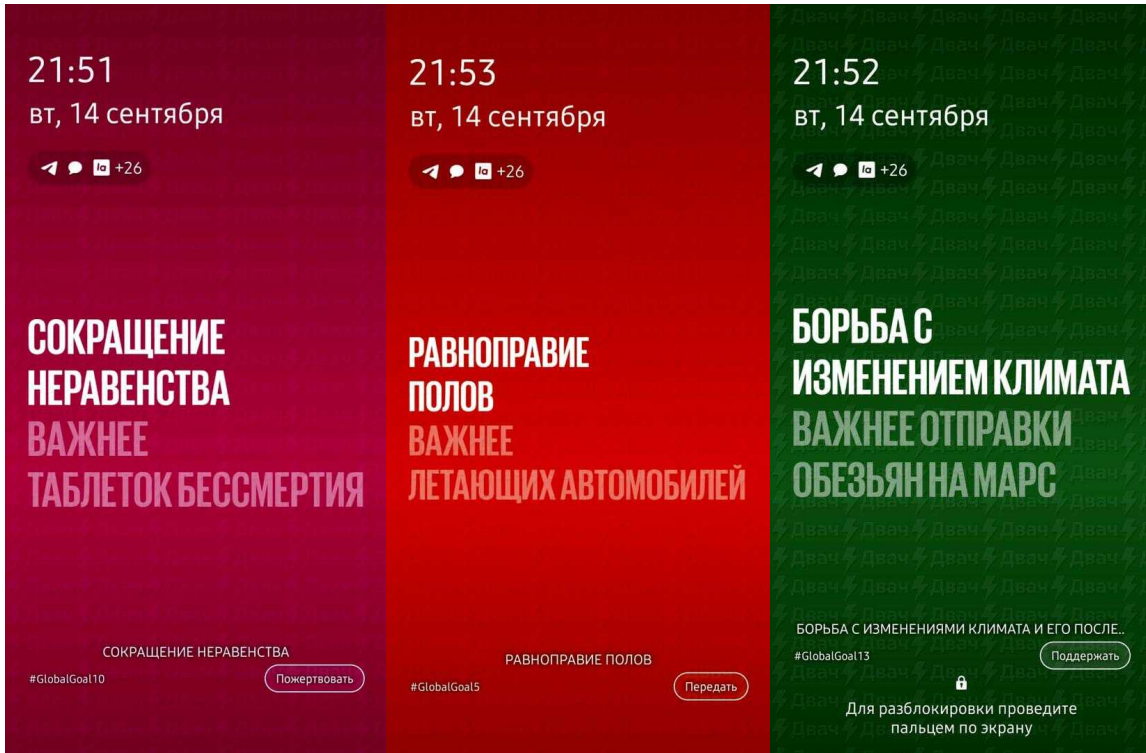 21:51
вт, 14 сентября
la +26
СОКРАЩЕНИЕ
НЕРАВЕНСТВА
ВАЖНЕЕ
ТАБЛЕТОК БЕССМЕРТИЯ
СОКРАЩЕНИЕ НЕРАВЕНСТВА
#GlobalGoal10
Пожертвовать
21:53
вт, 14 сентября
la +26
РАВНОПРАВИЕ
ПОЛОВ
ВАЖНЕЕ
ЛЕТАЮЩИХ АВТОМОБИЛЕЙ
РАВНОПРАВИЕ ПОЛОВ
#GlobalGoal5
Передать
21:52
вт, 14 сентября
la +26
БОРЬБА С
ИЗМЕНЕНИЕМ КЛИМАТА
ВАЖНЕЕ ОТПРАВКИ
ОБЕЗЬЯН НА МАРС
БОРЬБА С ИЗМЕНЕНИЯМИ КЛИМАТА И ЕГО ПОСЛЕ..
#GlobalGoal13
Поддержать
Для разблокировки проведите
пальцем по экрану